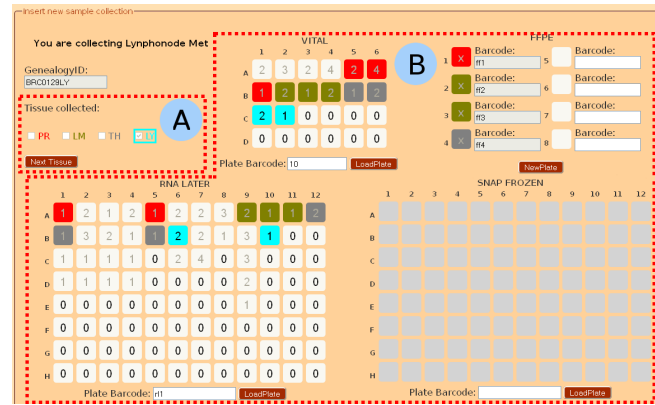 Insert new sample collection
You are collecting Lynphonode Met
GenealogyID:
BRC0129LY
Tissue collected:
A
PR LM TH LY
Next Tissue
VITAL
1 2 3 4 5 6
A 2 3 2 4 2 4
B 1 2 1 2 1 2
C 2 1 0 0 0 0
D 0 0 0 0 0 0
Plate Barcode: 10 LoadPlate
B
FFPE
Barcode: Barcode:
1 X ff1 5
Barcode: Barcode:
2 X ff2 6
Barcode: Barcode:
3 X ff3 7
Barcode: Barcode:
4 X ff4 8
NewPlate
RNA LATER
1 2 3 4 5 6 7 8 9 10 11 12
A 1 2 1 2 1 2 2 3 2 1 1 2
B 1 3 2 1 1 2 2 1 3 1 0 0
C 1 1 1 1 0 2 4 0 3 0 0 0
D 1 1 1 1 0 0 0 0 2 0 0 0
E 0 0 0 0 0 0 0 0 1 0 0 0
F 0 0 0 0 0 0 0 0 0 0 0 0
G 0 0 0 0 0 0 0 0 0 0 0 0
H 0 0 0 0 0 0 0 0 0 0 0 0
Plate Barcode: rl1 LoadPlate
SNAP FROZEN
1 2 3 4 5 6 7 8 9 10 11 12
A
B
C
D
E
F
G
H
Plate Barcode: LoadPlate